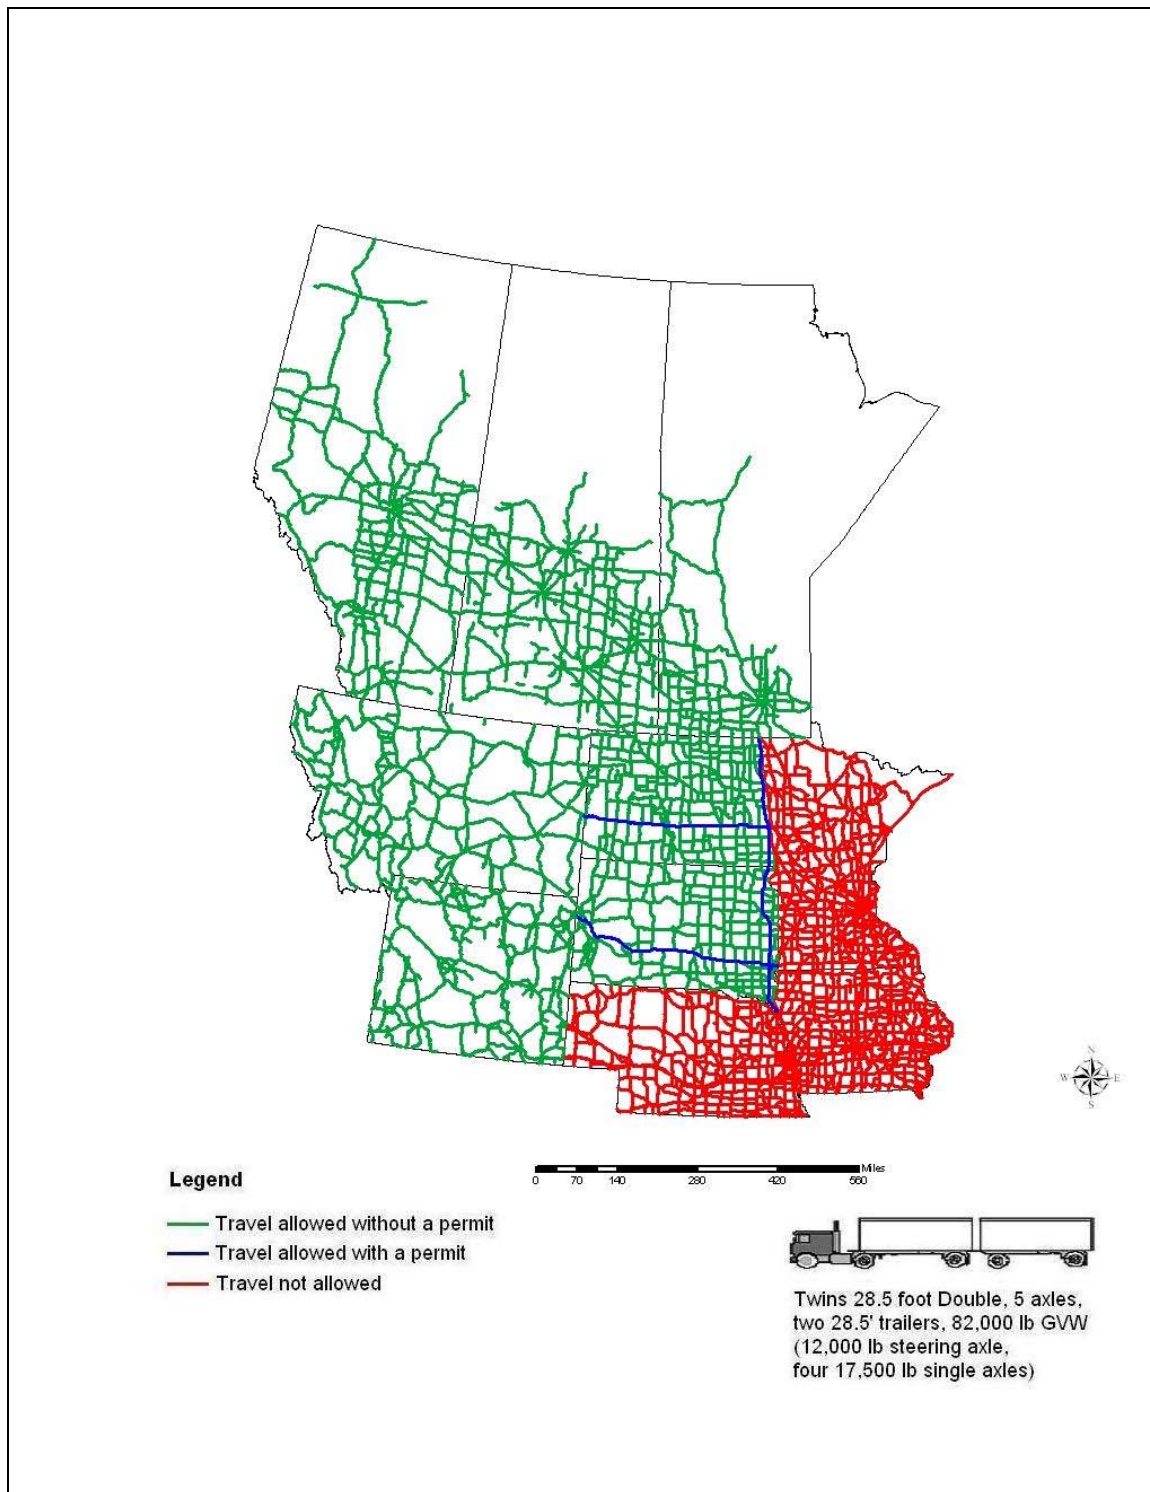 N
W E
S
Legend
Miles
0 70 140 280 420 560
Travel allowed without a permit
Travel allowed with a permit
Travel not allowed
Twins 28.5 foot Double, 5 axles,
two 28.5' trailers, 82,000 lb GVW
(12,000 lb steering axle,
four 17,500 lb single axles)